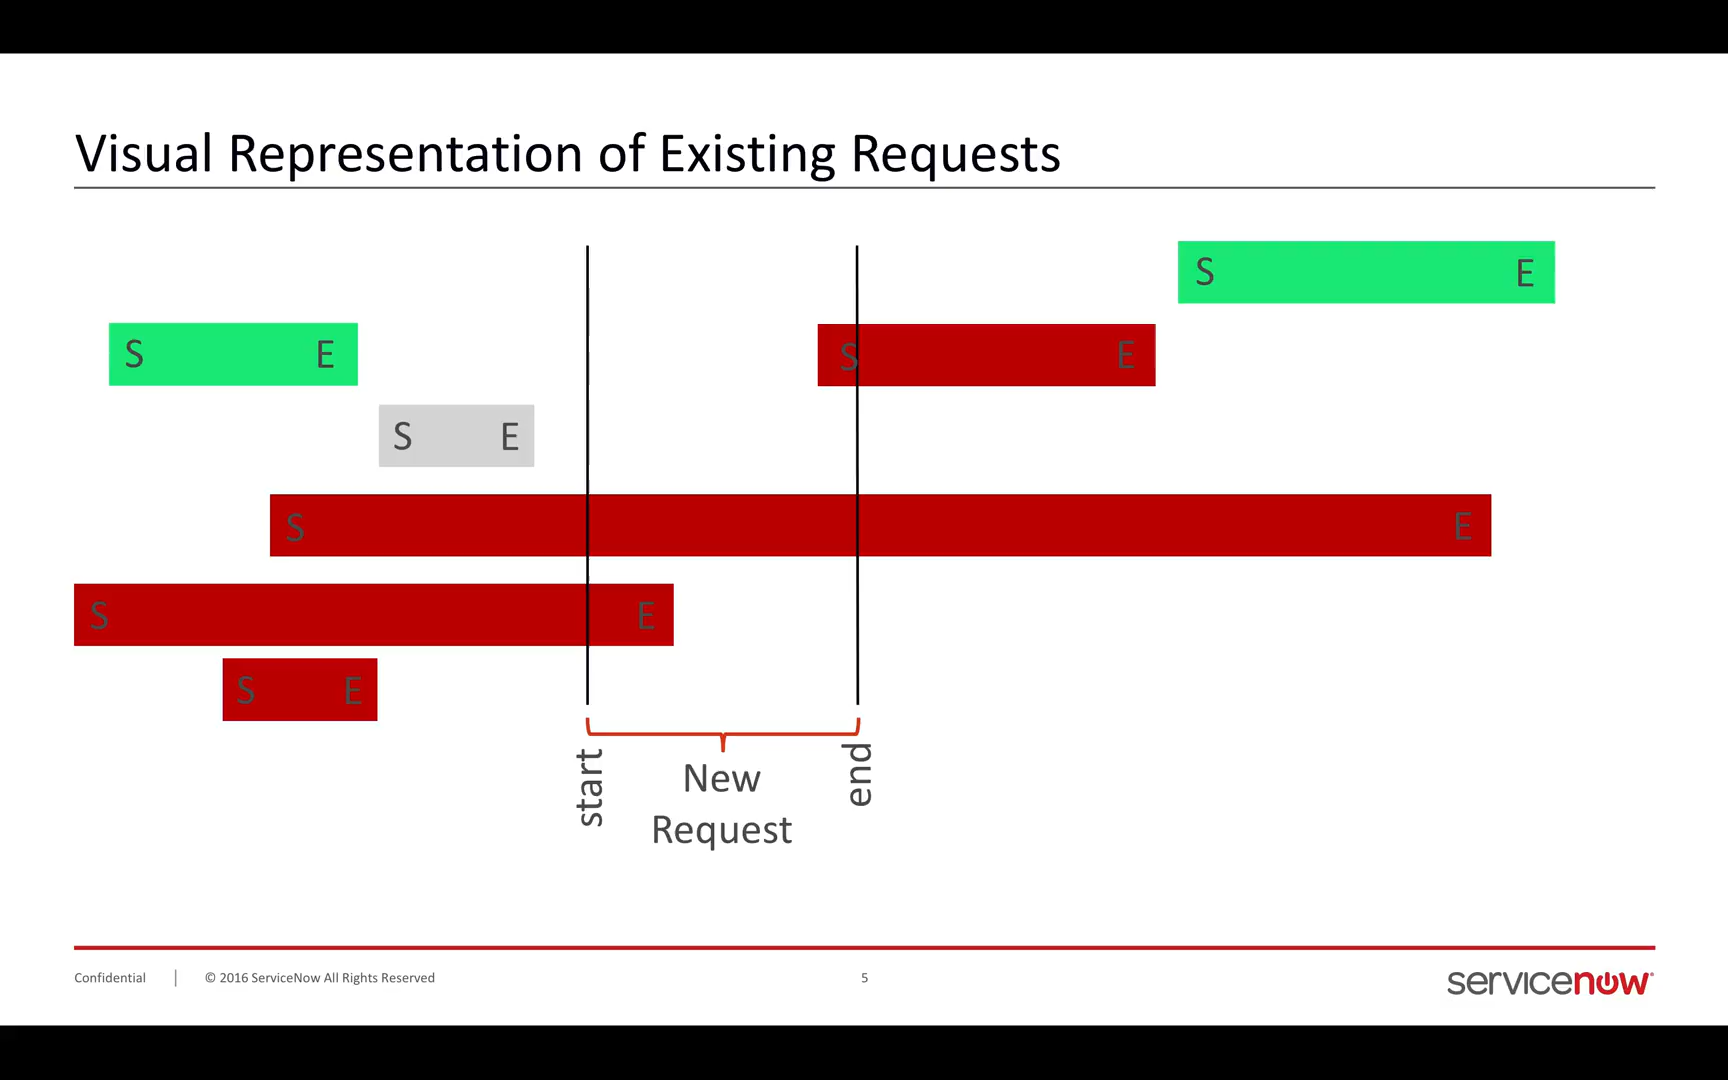 Visual Representation of Existing Requests
S E
S E
S E
S E
S E
S E
S E
start
New
Request
end
Confidential
© 2016 ServiceNow All Rights Reserved
5
servicenow